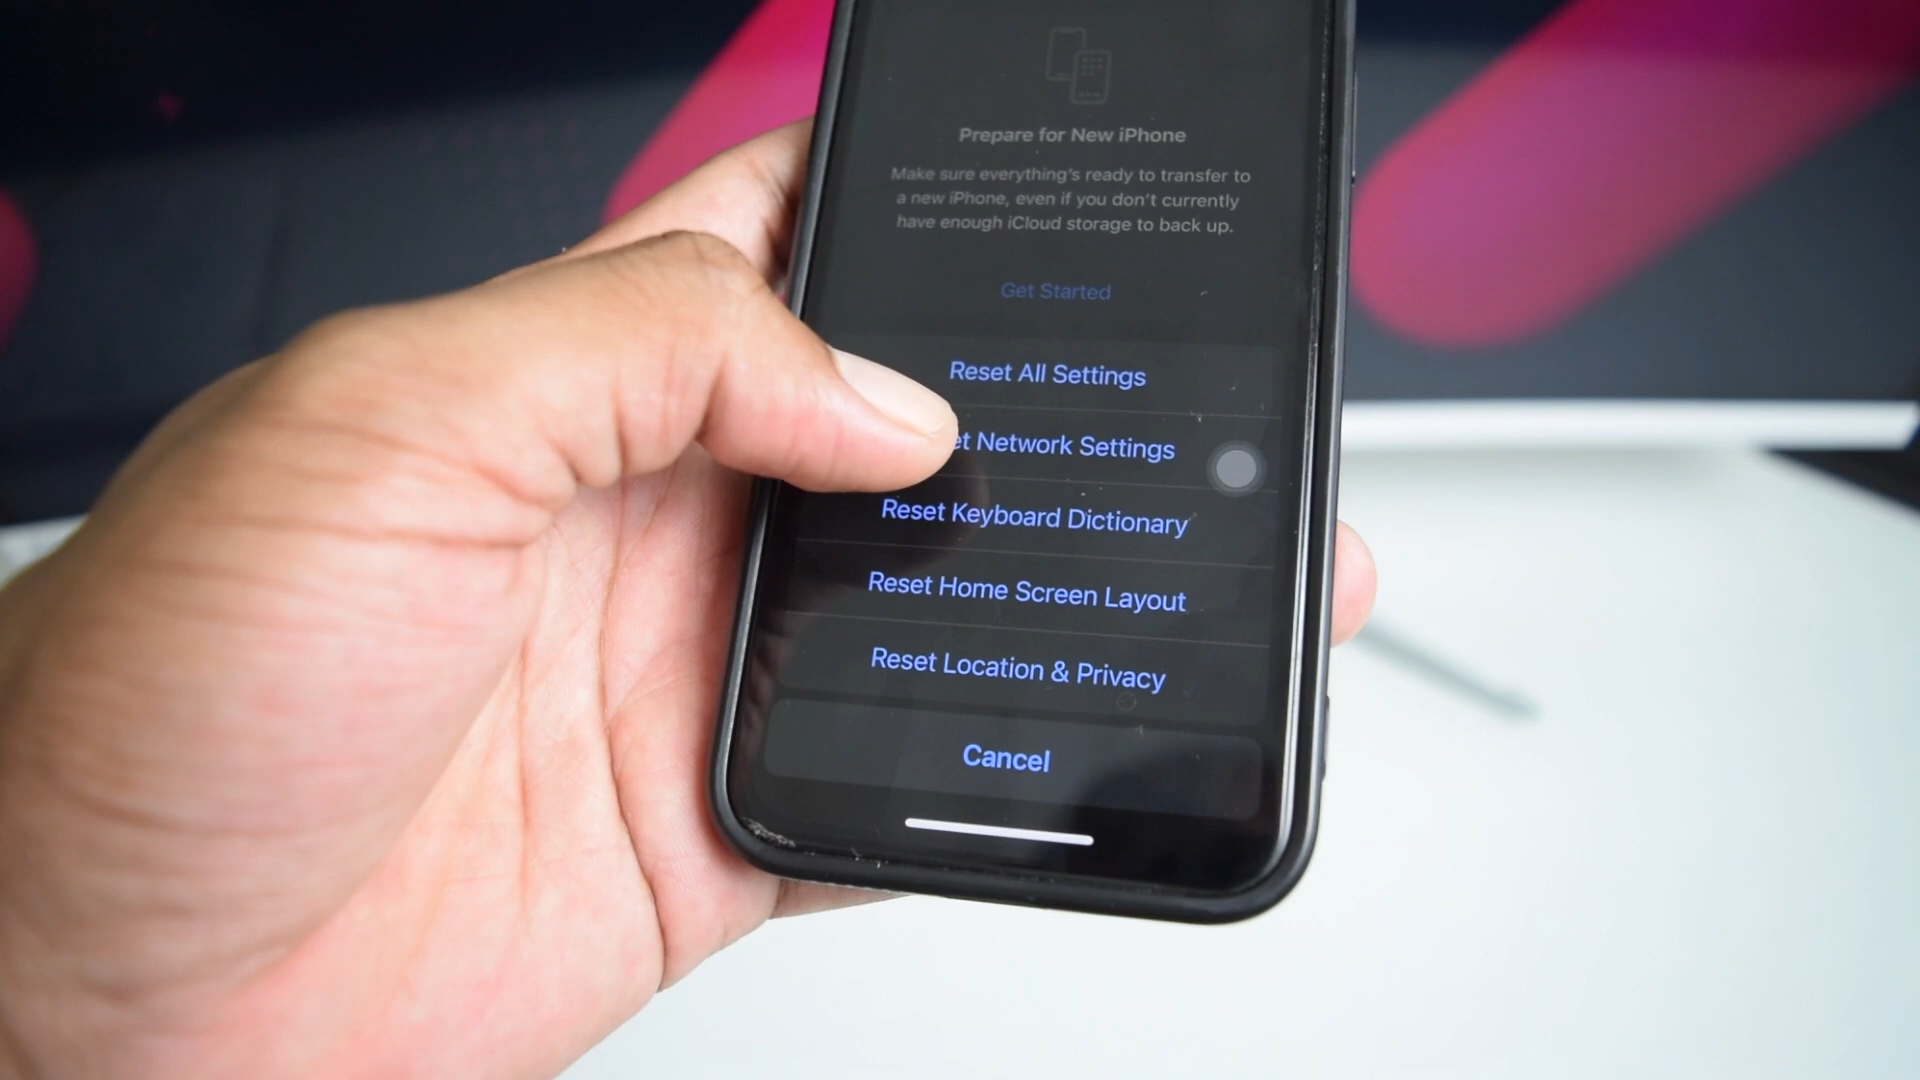 Prepare for New iPhone
Make sure everything's ready to transfer to
a new iPhone, even if you don't currently
have enough iCloud storage to back up.
Get Started
Reset All Settings
et Network Settings
Reset Keyboard Dictionary
Reset Home Screen Layout
Reset Location & Privacy
Cancel